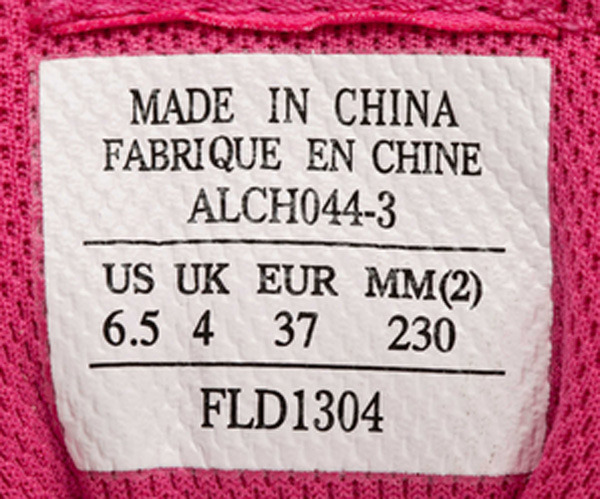 MADE IN CHINA
FABRIQUE EN CHINE
ALCH044-3
US UK EUR MM(2)
6.5 4 37 230
FLD1304